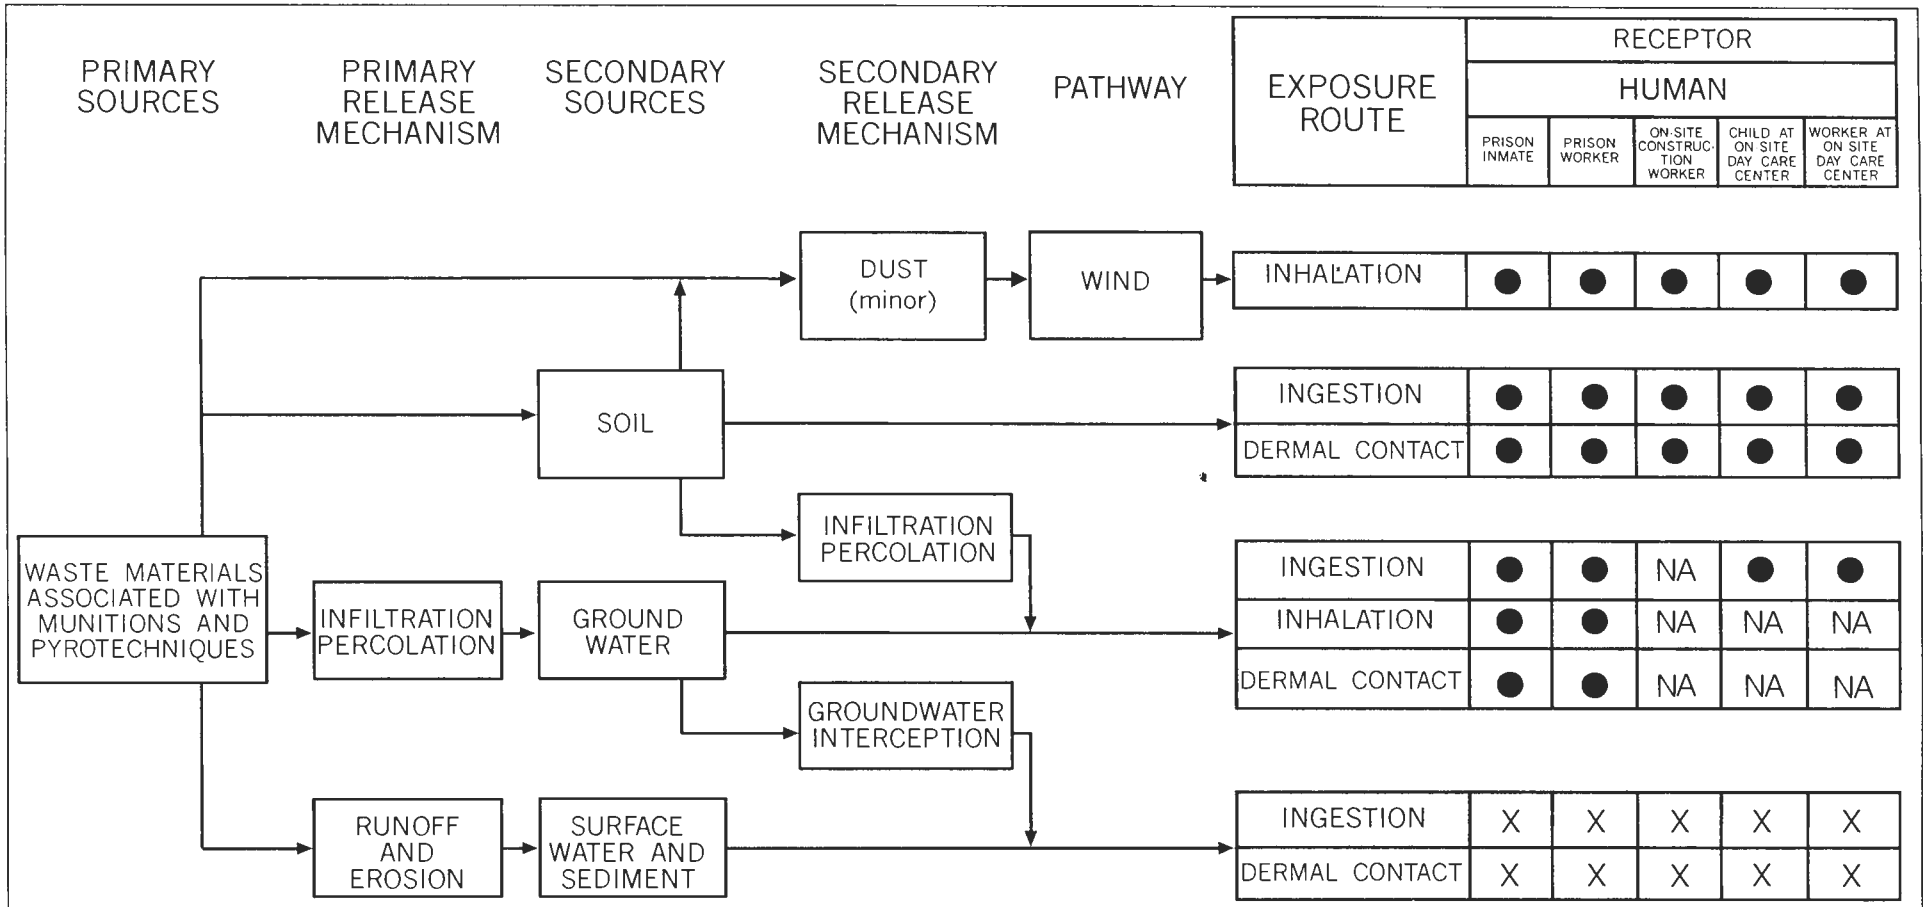 PRIMARY
SOURCES
PRIMARY
RELEASE
MECHANISM
SECONDARY
SOURCES
SECONDARY
RELEASE
MECHANISM
PATHWAY
EXPOSURE
ROUTE
RECEPTOR
HUMAN
PRISON
INMATE
PRISON
WORKER
ON-SITE
CONSTRUC-
TION
WORKER
CHILD AT
ON SITE
DAY CARE
CENTER
WORKER AT
ON SITE
DAY CARE
CENTER
DUST
(minor)
WIND
INHALATION
SOIL
INGESTION
DERMAL CONTACT
INFILTRATION
PERCOLATION
WASTE MATERIALS
ASSOCIATED WITH
MUNITIONS AND
PYROTECHNIQUES
INFILTRATION
PERCOLATION
GROUND
WATER
INGESTION NA
INHALATION NA NA NA
DERMAL CONTACT NA NA NA
GROUNDWATER
INTERCEPTION
RUNOFF
AND
EROSION
SURFACE
WATER AND
SEDIMENT
INGESTION X X X X X
DERMAL CONTACT X X X X X